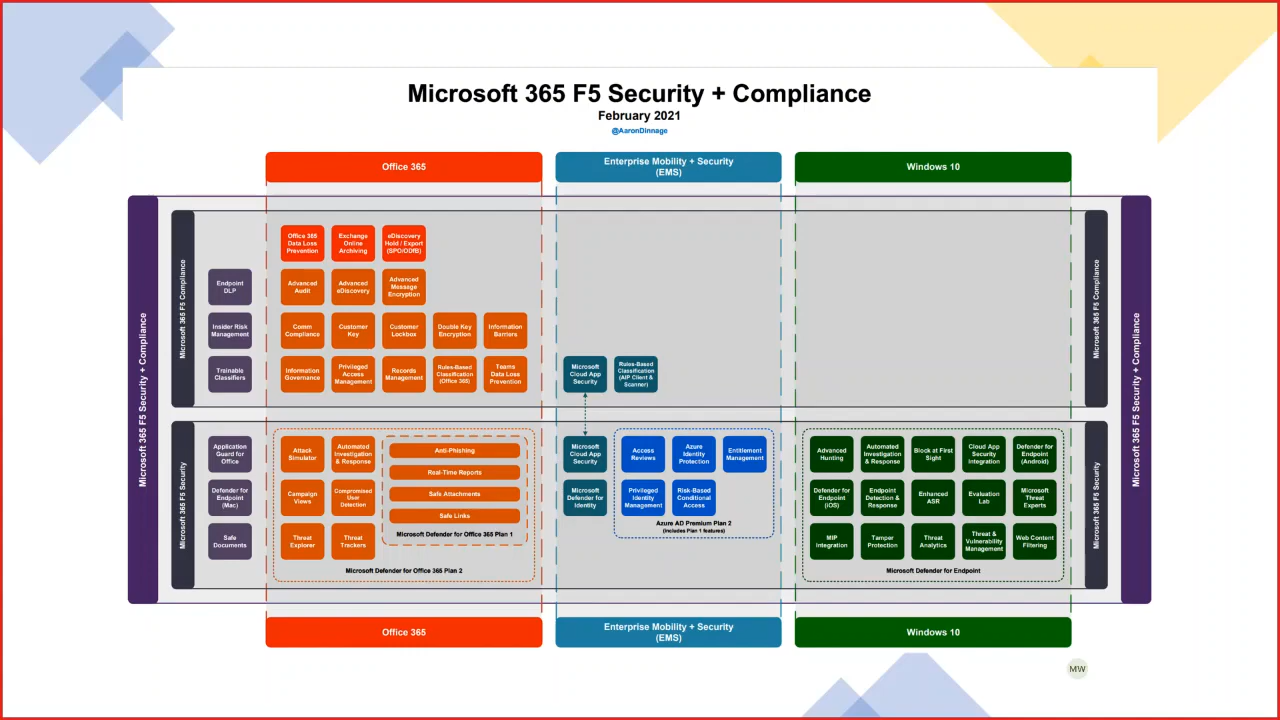 Microsoft 365 F5 Security + Compliance
February 2021
@AaronDinnage
Office 365
Enterprise Mobility + Security
(EMS)
Windows 10
Microsoft 365 F5 Security + Compliance
Microsoft 365 F5 Compliance
Endpoint
DLP
Insider Risk
Management
Trainable
Classifiers
Office 365
Data Loss
Prevention
Exchange
Online
Archiving
eDiscovery
Hold / Export
(SPO/ODfB)
Advanced
Audit
Advanced
eDiscovery
Advanced
Message
Encryption
Comm
Compliance
Customer
Key
Customer
Lockbox
Double Key
Encryption
Information
Barriers
Information
Governance
Privileged
Access
Management
Records
Management
Rules-Based
Classification
(Office 365)
Teams
Data Loss
Prevention
Microsoft
Cloud App
Security
Rules-Based
Classification
(AIP Client &
Scanner)
Microsoft 365 F5 Compliance
Microsoft 365 F5 Security + Compliance
Microsoft 365 F5 Security
Application
Guard for
Office
Defender for
Endpoint
(Mac)
Safe
Documents
Attack
Simulator
Automated
Investigation
& Response
Campaign
Views
Compromised
User
Detection
Threat
Explorer
Threat
Trackers
Anti-Phishing
Real-Time Reports
Safe Attachments
Safe Links
Microsoft Defender for Office 365 Plan 1
Microsoft Defender for Office 365 Plan 2
Microsoft
Cloud App
Security
Microsoft
Defender for
Identity
Access
Reviews
Azure
Identity
Protection
Entitlement
Management
Privileged
Identity
Management
Risk-Based
Conditional
Access
Azure AD Premium Plan 2
(includes Plan 1 features)
Advanced
Hunting
Automated
Investigation
& Response
Block at First
Sight
Cloud App
Security
Integration
Defender for
Endpoint
(Android)
Defender for
Endpoint
(iOS)
Endpoint
Detection &
Response
Enhanced
ASR
Evaluation
Lab
Microsoft
Threat
Experts
MIP
Integration
Tamper
Protection
Threat
Analytics
Threat &
Vulnerability
Management
Web Content
Filtering
Microsoft Defender for Endpoint
Microsoft 365 F5 Security
Office 365
Enterprise Mobility + Security
(EMS)
Windows 10
MW